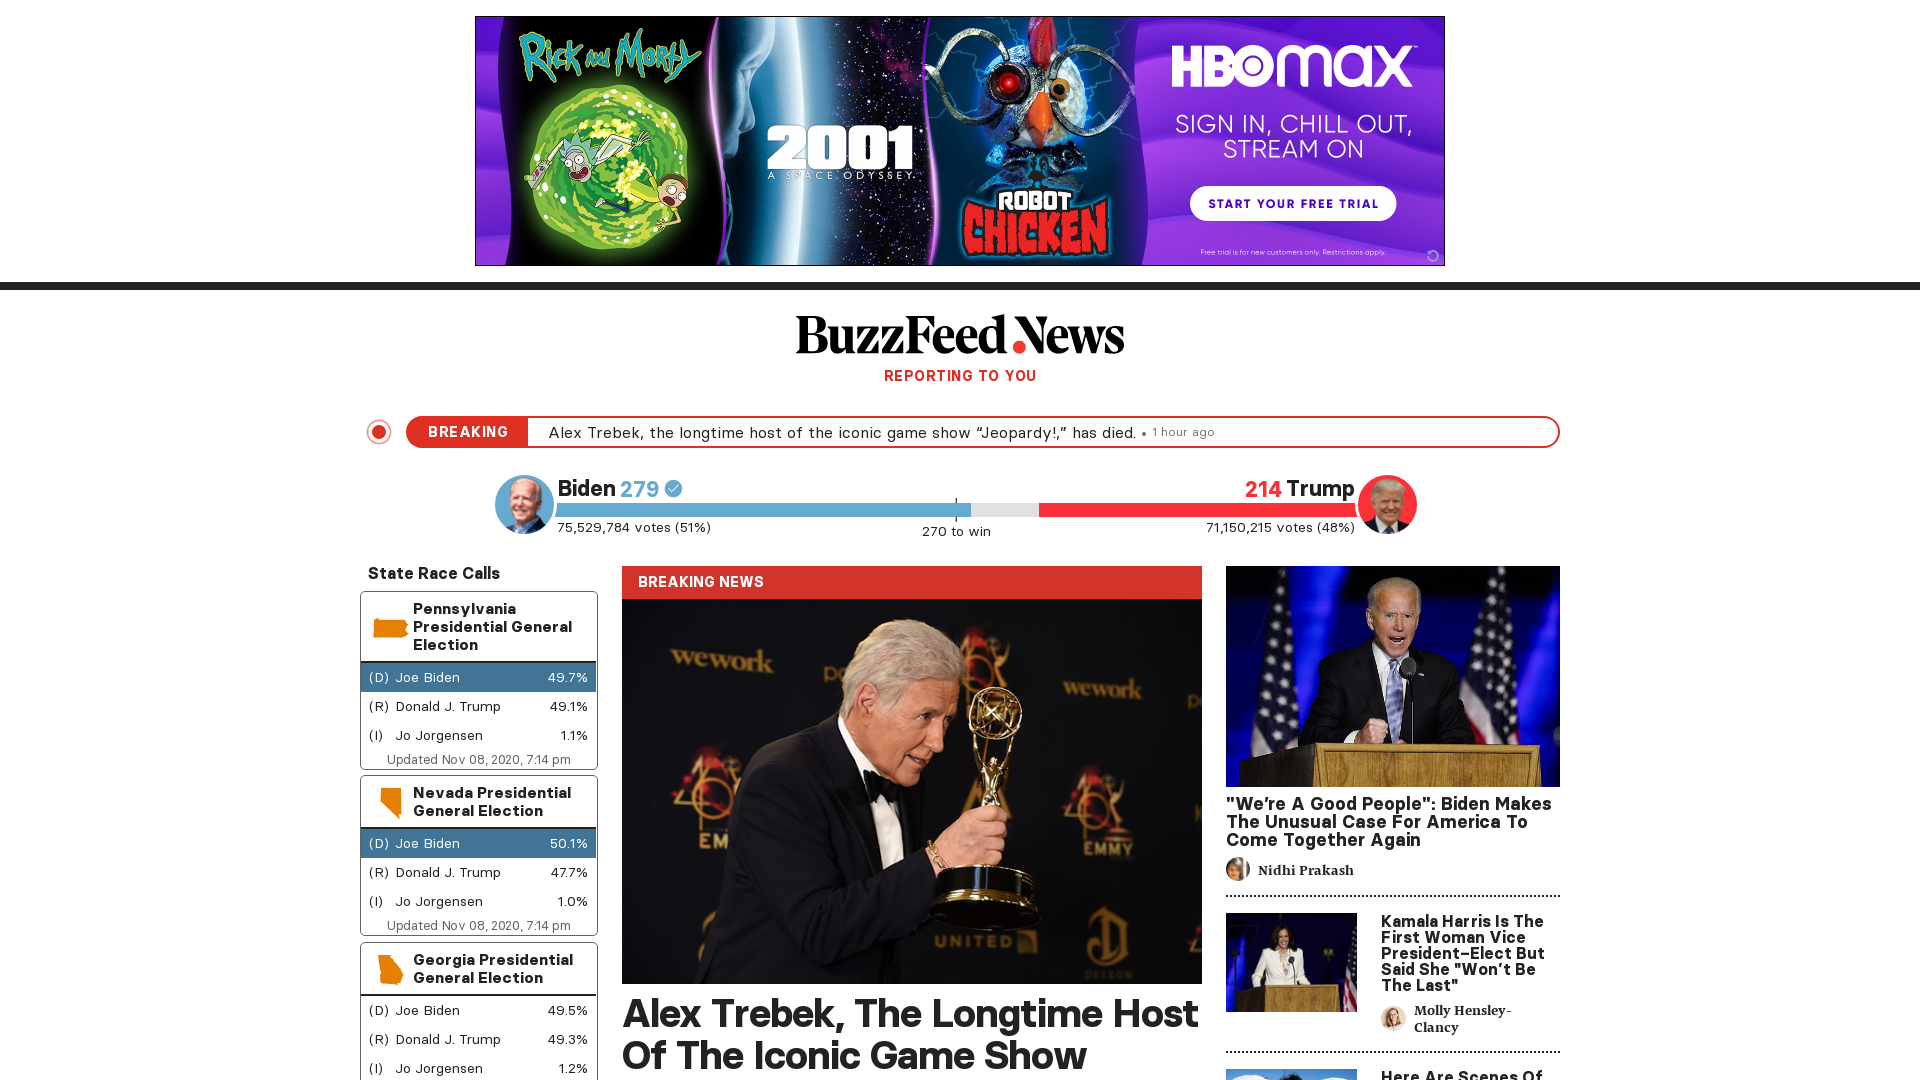 Rick and Morty
2001
A SPACE ODYSSEY
ROBOT
CHICKEN
HBOmax
SIGN IN, CHILL OUT,
STREAM ON
START YOUR FREE TRIAL
Free trial is for new customers only. Restrictions apply.
BuzzFeed News
REPORTING TO YOU
BREAKING
Alex Trebek, the longtime host of the iconic game show “Jeopardy!,” has died. • 1 hour ago
Biden 279
214 Trump
75,529,784 votes (51%)
270 to win
71,150,215 votes (48%)
State Race Calls
Pennsylvania
Presidential General
Election
(D) Joe Biden 49.7%
(R) Donald J. Trump 49.1%
(I) Jo Jorgensen 1.1%
Updated Nov 08, 2020, 7:14 pm
Nevada Presidential
General Election
(D) Joe Biden 50.1%
(R) Donald J. Trump 47.7%
(I) Jo Jorgensen 1.0%
Updated Nov 08, 2020, 7:14 pm
Georgia Presidential
General Election
(D) Joe Biden 49.5%
(R) Donald J. Trump 49.3%
(I) Jo Jorgensen 1.2%
BREAKING NEWS
wework
wework
EMMY
UNITED
DELEON
Alex Trebek, The Longtime Host
Of The Iconic Game Show
"We’re A Good People": Biden Makes
The Unusual Case For America To
Come Together Again
Nidhi Prakash
Kamala Harris Is The
First Woman Vice
President–Elect But
Said She "Won’t Be
The Last"
Molly Hensley-
Clancy
Here Are Scenes Of